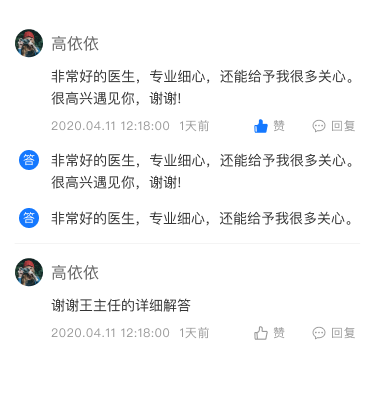 高依依
非常好的医生，专业细心，还能给予我很多关心。
很高兴遇见你，谢谢!
2020.04.11 12:18:00 1天前 赞 回复
答 非常好的医生，专业细心，还能给予我很多关心。
很高兴遇见你，谢谢!
答 非常好的医生，专业细心，还能给予我很多关心。
高依依
谢谢王主任的详细解答
2020.04.11 12:18:00 1天前 赞 回复